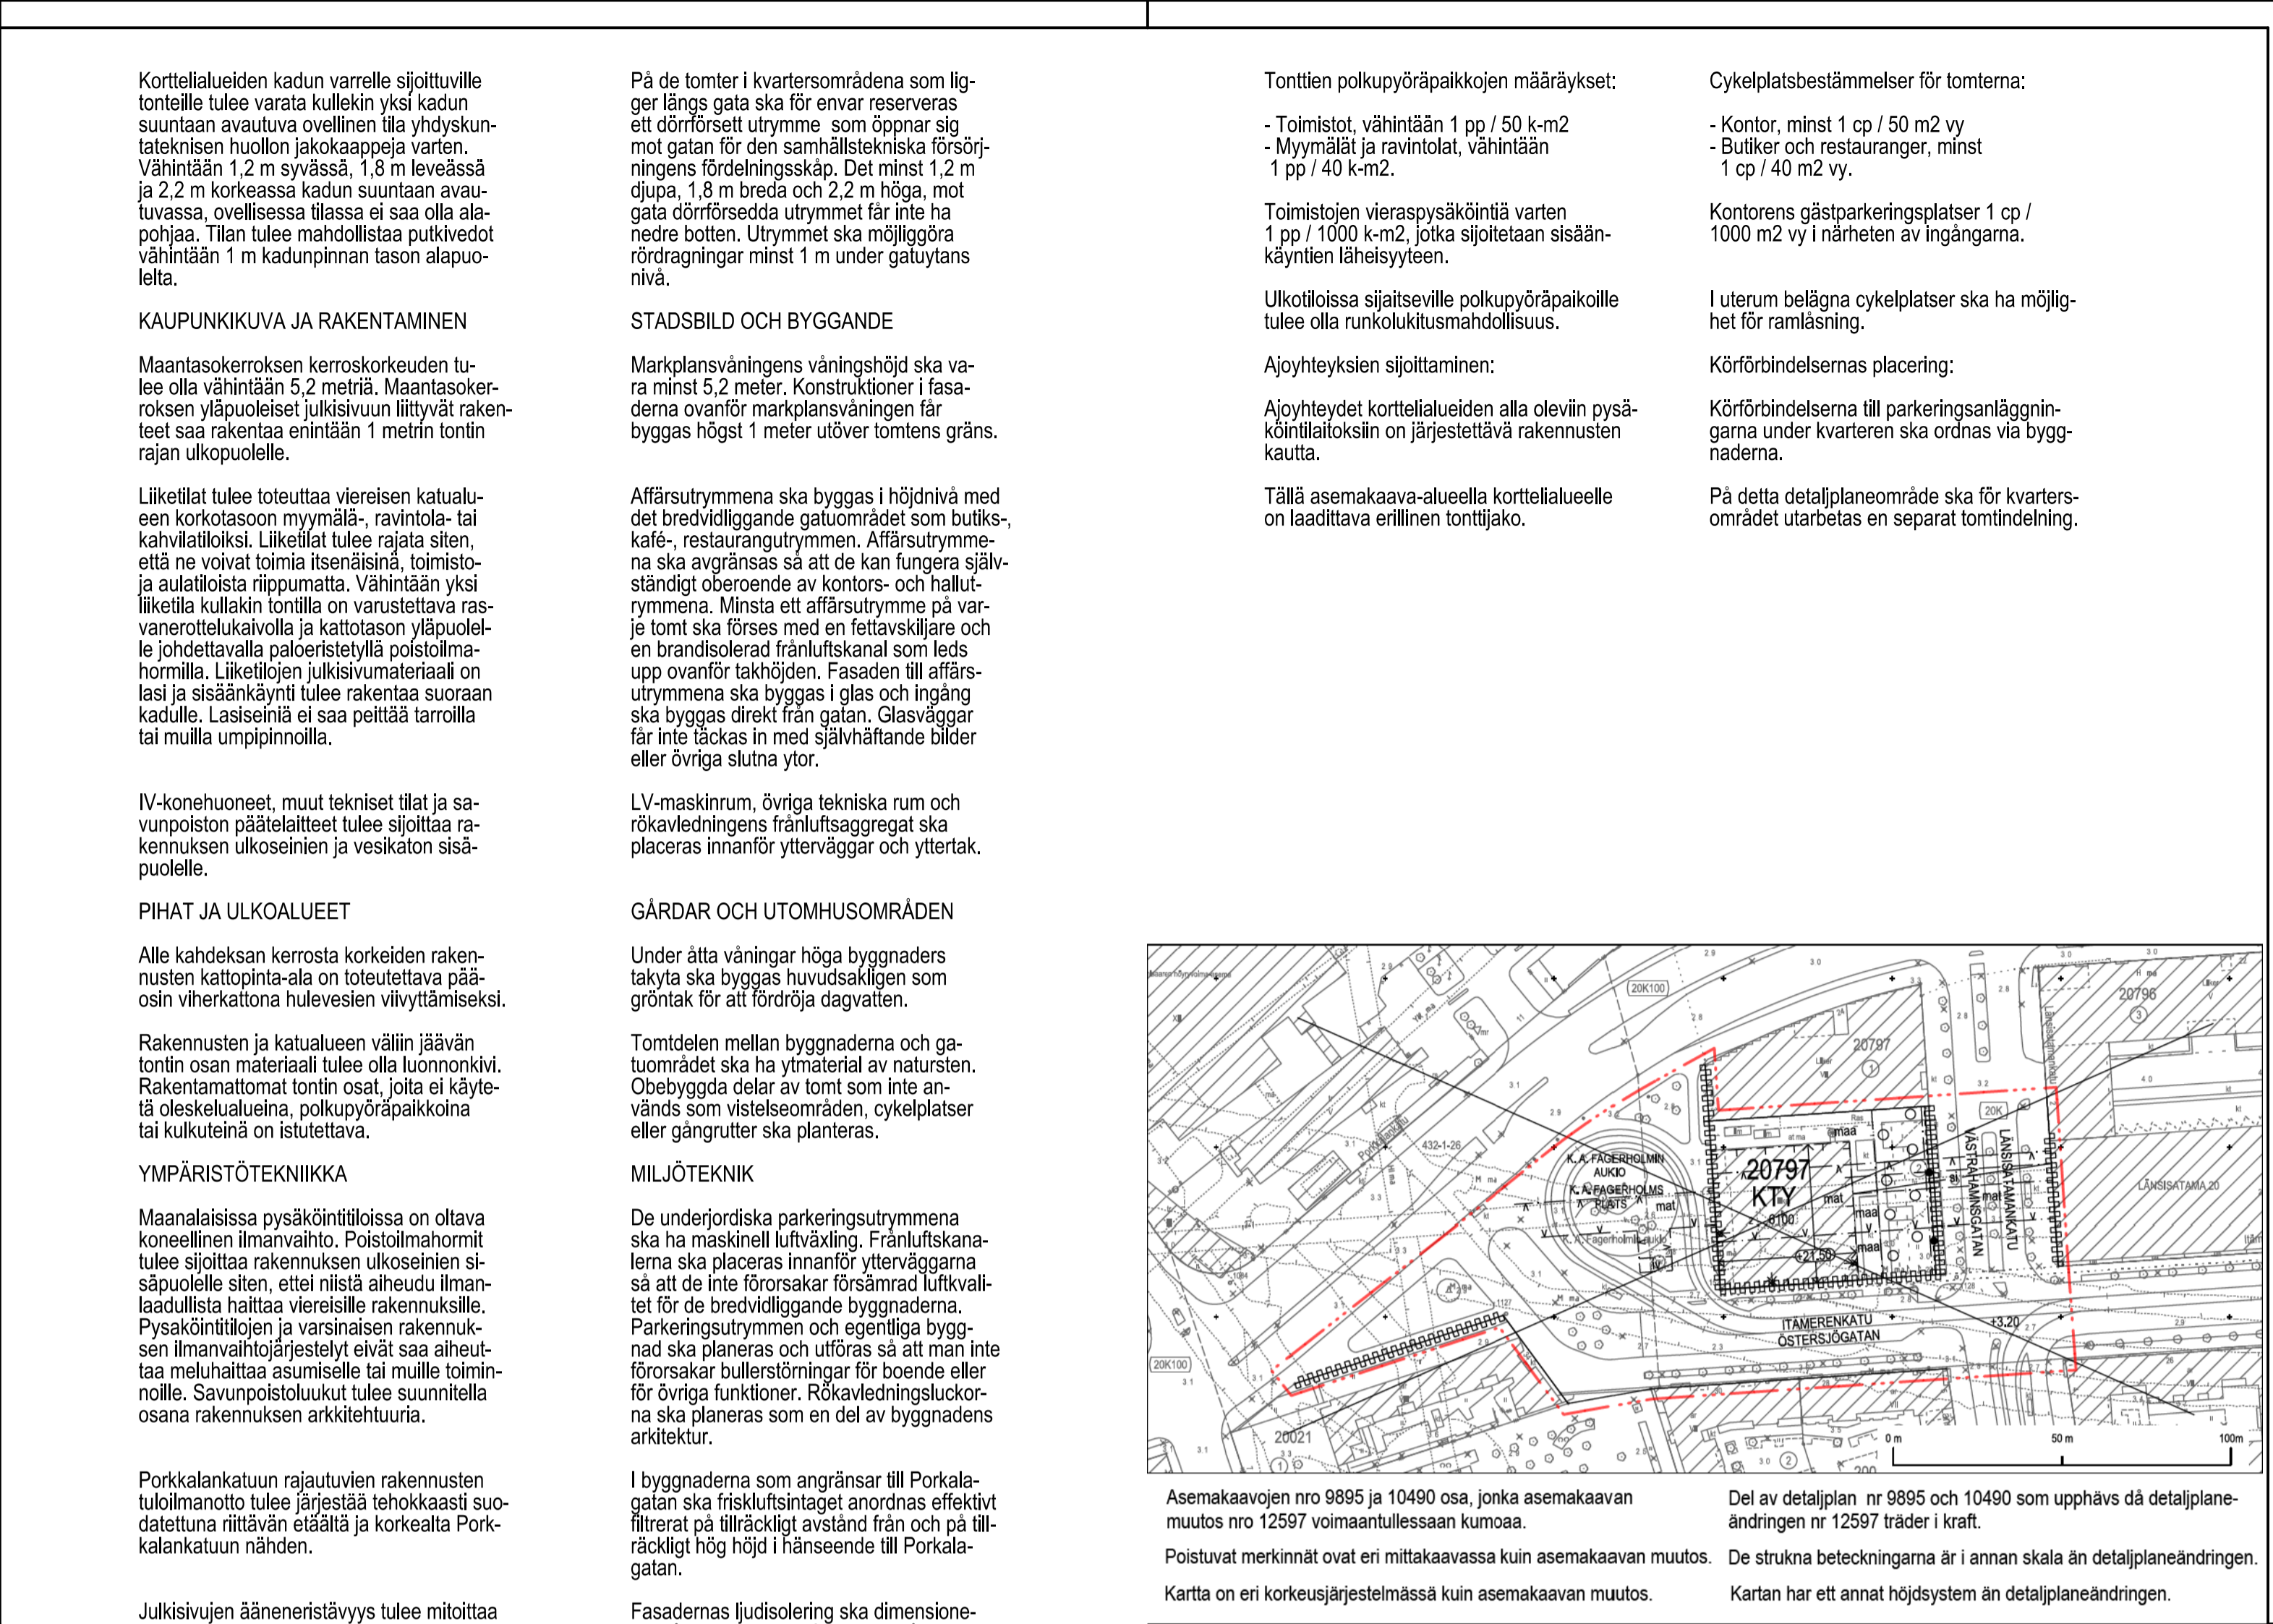 Korttelialueiden kadun varrelle sijoittuville
tonteille tulee varata kullekin yksi kadun
suuntaan avautuva ovellinen tila yhdyskun-
tateknisen huollon jakokaappeja varten.
Vähintään 1,2 m syvässä, 1,8 m leveässä
ja 2,2 m korkeassa kadun suuntaan avau-
tuvassa, ovellisessa tilassa ei saa olla ala-
pohjaa. Tilan tulee mahdollistaa putkivedot
vähintään 1 m kadunpinnan tason alapuo-
lelta.
KAUPUNKIKUVA JA RAKENTAMINEN
Maantasokerroksen kerroskorkeuden tu-
lee olla vähintään 5,2 metriä. Maantasoker-
roksen yläpuoleiset julkisivuun liittyvät raken-
teet saa rakentaa enintään 1 metrin tontin
rajan ulkopuolelle.
Liiketilat tulee toteuttaa viereisen katualu-
een korkotasoon myymälä-, ravintola- tai
kahvilatiloiksi. Liiketilat tulee rajata siten,
että ne voivat toimia itsenäisinä, toimisto-
ja aulatiloista riippumatta. Vähintään yksi
liiketila kullakin tontilla on varustettava ras-
vanerottelukaivolla ja kattotason yläpuolel-
le johdettavalla paloeristetyllä poistoilma-
hormilla. Liiketilojen julkisivumateriaali on
lasi ja sisäänkäynti tulee rakentaa suoraan
kadulle. Lasiseiniä ei saa peittää tarroilla
tai muilla umpipinnoilla.
IV-konehuoneet, muut tekniset tilat ja sa-
vunpoiston päätelaitteet tulee sijoittaa ra-
kennuksen ulkoseinien ja vesikaton sisä-
puolelle.
PIHAT JA ULKOALUEET
Alle kahdeksan kerrosta korkeiden raken-
nusten kattopinta-ala on toteutettava pää-
osin viherkattona hulevesien viivyttämiseksi.
Rakennusten ja katualueen väliin jäävän
tontin osan materiaali tulee olla luonnonkivi.
Rakentamattomat tontin osat, joita ei käyte-
tä oleskelualueina, polkupyöräpaikkoina
tai kulkuteinä on istutettava.
YMPÄRISTÖTEKNIIKKA
Maanalaisissa pysäköintitiloissa on oltava
koneellinen ilmanvaihto. Poistoilmahormit
tulee sijoittaa rakennuksen ulkoseinien si-
säpuolelle siten, ettei niistä aiheudu ilman-
laadullista haittaa viereisille rakennuksille.
Pysaköintitilojen ja varsinaisen rakennuk-
sen ilmanvaihtojärjestelyt eivät saa aiheut-
taa meluhaittaa asumiselle tai muille toimin-
noille. Savunpoistoluukut tulee suunnitella
osana rakennuksen arkkitehtuuria.
Porkkalankatuun rajautuvien rakennusten
tuloilmanotto tulee järjestää tehokkaasti suo-
datettuna riittävän etäältä ja korkealta Pork-
kalankatuun nähden.
Julkisivujen ääneneristävyys tulee mitoittaa
På de tomter i kvartersområdena som lig-
ger längs gata ska för envar reserveras
ett dörrförsett utrymme  som öppnar sig
mot gatan för den samhällstekniska försörj-
ningens fördelningsskåp. Det minst 1,2 m
djupa, 1,8 m breda och 2,2 m höga, mot
gata dörrförsedda utrymmet får inte ha
nedre botten. Utrymmet ska möjliggöra
rördragningar minst 1 m under gatuytans
nivå.
STADSBILD OCH BYGGANDE
Markplansvåningens våningshöjd ska va-
ra minst 5,2 meter. Konstruktioner i fasa-
derna ovanför markplansvåningen får
byggas högst 1 meter utöver tomtens gräns.
Affärsutrymmena ska byggas i höjdnivå med
det bredvidliggande gatuområdet som butiks-,
kafé-, restaurangutrymmen. Affärsutrymme-
na ska avgränsas så att de kan fungera själv-
ständigt oberoende av kontors- och hallut-
rymmena. Minsta ett affärsutrymme på var-
je tomt ska förses med en fettavskiljare och
en brandisolerad frånluftskanal som leds
upp ovanför takhöjden. Fasaden till affärs-
utrymmena ska byggas i glas och ingång
ska byggas direkt från gatan. Glasväggar
får inte täckas in med självhäftande bilder
eller övriga slutna ytor.
LV-maskinrum, övriga tekniska rum och
rökavledningens frånluftsaggregat ska
placeras innanför ytterväggar och yttertak.
GÅRDAR OCH UTOMHUSOMRÅDEN
Under åtta våningar höga byggnaders
takyta ska byggas huvudsakligen som
gröntak för att fördröja dagvatten.
Tomtdelen mellan byggnaderna och ga-
tuområdet ska ha ytmaterial av natursten.
Obebyggda delar av tomt som inte an-
vänds som vistelseområden, cykelplatser
eller gångrutter ska planteras.
MILJÖTEKNIK
De underjordiska parkeringsutrymmena
ska ha maskinell luftväxling. Frånluftskana-
lerna ska placeras innanför ytterväggarna
så att de inte förorsakar försämrad luftkvali-
tet för de bredvidliggande byggnaderna.
Parkeringsutrymmen och egentliga bygg-
nad ska planeras och utföras så att man inte
förorsakar bullerstörningar för boende eller
för övriga funktioner. Rökavledningsluckor-
na ska planeras som en del av byggnadens
arkitektur.
I byggnaderna som angränsar till Porkala-
gatan ska friskluftsintaget anordnas effektivt
filtrerat på tillräckligt avstånd från och på till-
räckligt hög höjd i hänseende till Porkala-
gatan.
Fasadernas ljudisolering ska dimensione-
Tonttien polkupyöräpaikkojen määräykset:
- Toimistot, vähintään 1 pp / 50 k-m2
- Myymälät ja ravintolat, vähintään
1 pp / 40 k-m2.
Toimistojen vieraspysäköintiä varten
1 pp / 1000 k-m2, jotka sijoitetaan sisään-
käyntien läheisyyteen.
Ulkotiloissa sijaitseville polkupyöräpaikoille
tulee olla runkolukitusmahdollisuus.
Ajoyhteyksien sijoittaminen:
Ajoyhteydet korttelialueiden alla oleviin pysä-
köintilaitoksiin on järjestettävä rakennusten
kautta.
Tällä asemakaava-alueella korttelialueelle
on laadittava erillinen tonttijako.
Cykelplatsbestämmelser för tomterna:
- Kontor, minst 1 cp / 50 m2 vy
- Butiker och restauranger, minst
1 cp / 40 m2 vy.
Kontorens gästparkeringsplatser 1 cp /
1000 m2 vy i närheten av ingångarna.
I uterum belägna cykelplatser ska ha möjlig-
het för ramlåsning.
Körförbindelsernas placering:
Körförbindelserna till parkeringsanläggnin-
garna under kvarteren ska ordnas via bygg-
naderna.
På detta detaljplaneområde ska för kvarters-
området utarbetas en separat tomtindelning.
20K100
20796
20797
20K
432-1-26
K. A. FAGERHOLMIN
AUKIO
K. A. FAGERHOLMS
PLATS
K. A. Fagerholmin aukio
20797
KTY
6100
+21.50
maa
mat
maa
maa
mat
mat
VÄSTRAHAMNSGATAN
LÄNSISATAMANKATU
LÄNSISATAMA 20
ITÄMERENKATU
ÖSTERSJÖGATAN
+3.20
20K100
20021
0 m
50 m
100m
Asemakaavojen nro 9895 ja 10490 osa, jonka asemakaavan
muutos nro 12597 voimaantullessaan kumoaa.
Poistuvat merkinnät ovat eri mittakaavassa kuin asemakaavan muutos.
Kartta on eri korkeusjärjestelmässä kuin asemakaavan muutos.
Del av detaljplan  nr 9895 och 10490 som upphävs då detaljplane-
ändringen nr 12597 träder i kraft.
De strukna beteckningarna är i annan skala än detaljplaneändringen.
Kartan har ett annat höjdsystem än detaljplaneändringen.